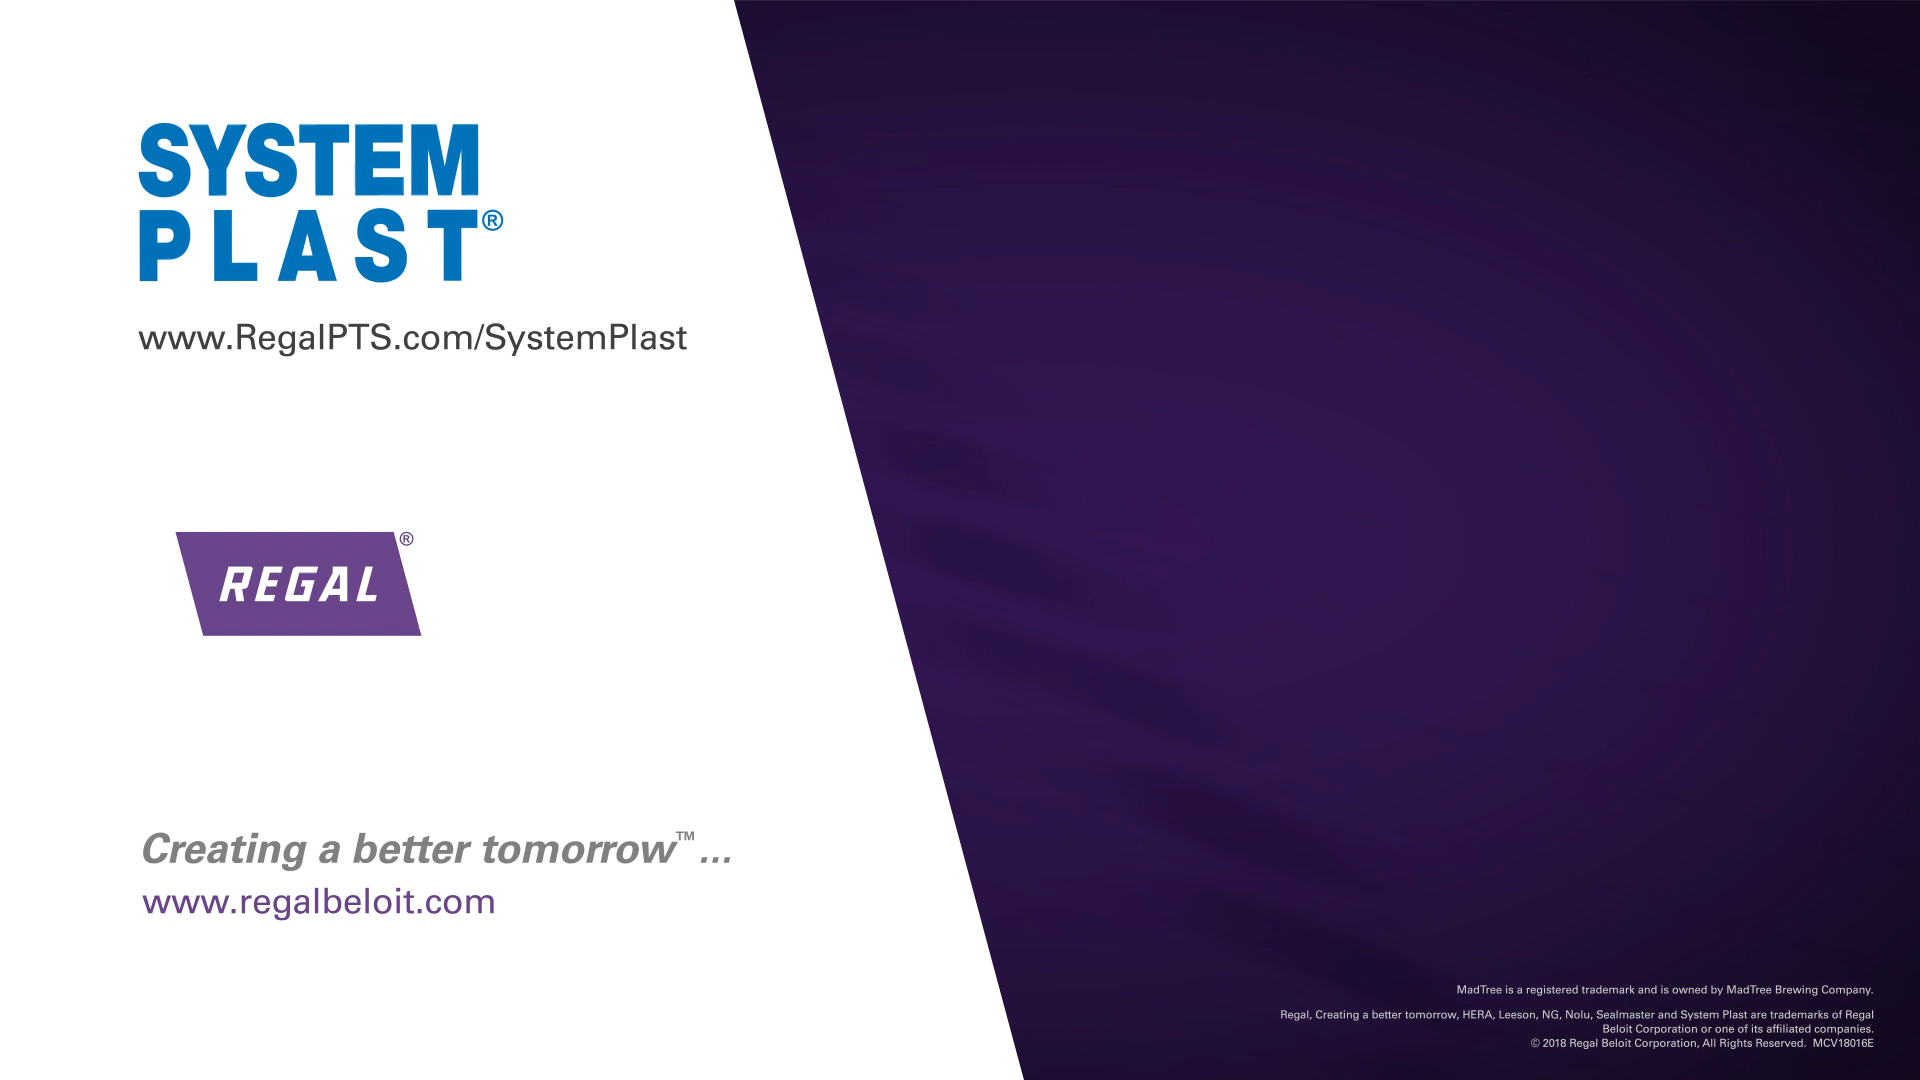 SYSTEM
PLAST®
www.RegalPTS.com/SystemPlast
REGAL®
Creating a better tomorrow™...
www.regalbeloit.com
MadTree is a registered trademark and is owned by MadTree Brewing Company.
Regal, Creating a better tomorrow, HERA, Leeson, NG, Nolu, Sealmaster and System Plast are trademarks of Regal
Beloit Corporation or one of its affiliated companies.
© 2018 Regal Beloit Corporation, All Rights Reserved. MCV18016E